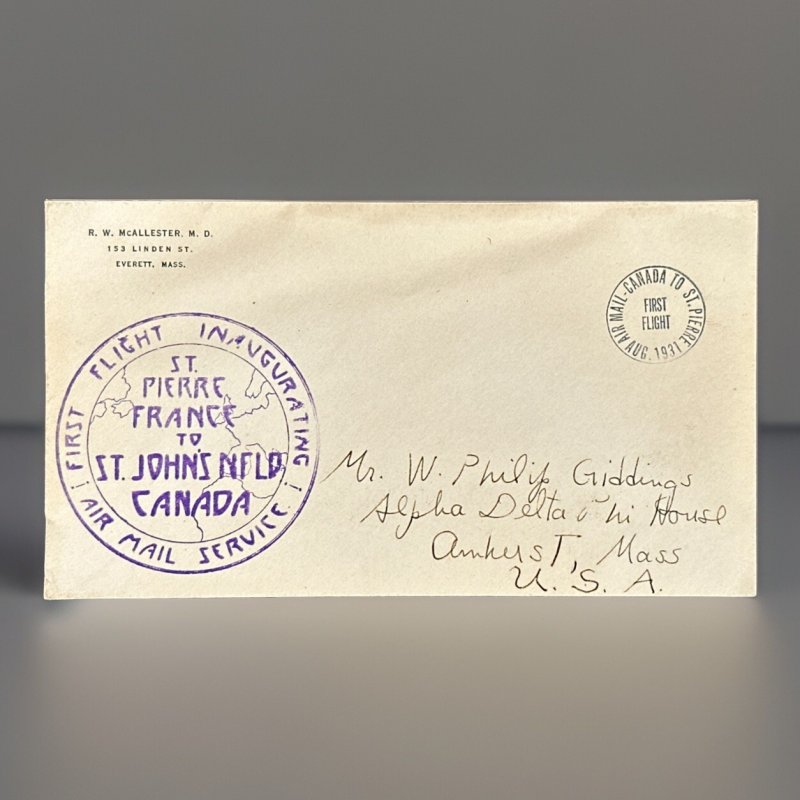 R. W. McALLESTER, M. D.
153 LINDEN ST.
EVERETT, MASS.
AIR MAIL-CANADA TO ST. PIERRE
FIRST
FLIGHT
AUG. 1931
FIRST FLIGHT INAUGURATING
ST.
PIERRE
FRANCE
TO
ST. JOHN'S NFLD
CANADA
! AIR MAIL SERVICE !
Mr. W. Philip Giddings
Alpha Delta Phi House
Amherst, Mass
U. S. A.